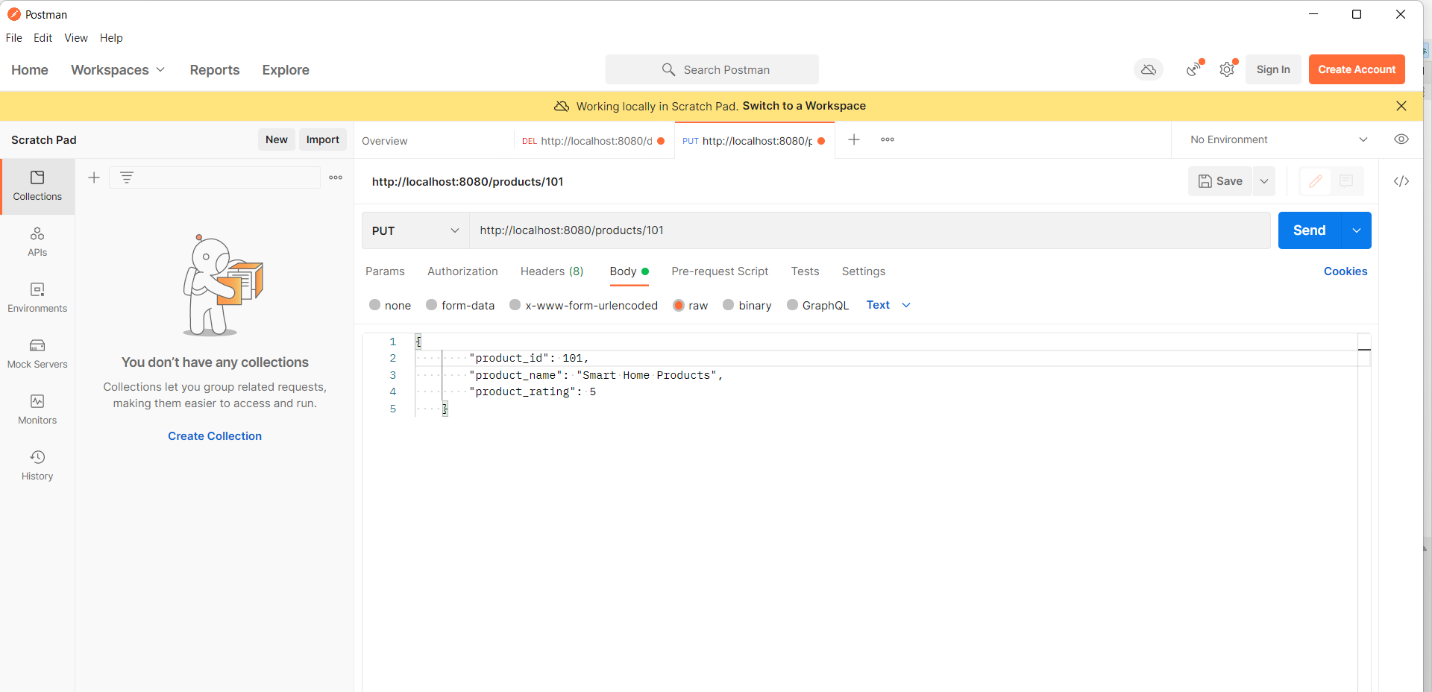 Postman
File Edit View Help
Home Workspaces Reports Explore Search Postman Sign In Create Account
Working locally in Scratch Pad. Switch to a Workspace
Scratch Pad New Import Overview DEL http://localhost:8080/d PUT http://localhost:8080/p No Environment
Collections
APIs
Environments
Mock Servers
Monitors
History
You don't have any collections
Collections let you group related requests,
making them easier to access and run.
Create Collection
http://localhost:8080/products/101 Save
PUT http://localhost:8080/products/101 Send
Params Authorization Headers (8) Body Pre-request Script Tests Settings Cookies
none form-data x-www-form-urlencoded raw binary GraphQL Text
1 {
2 "product_id": 101,
3 "product_name": "Smart Home Products",
4 "product_rating": 5
5 }